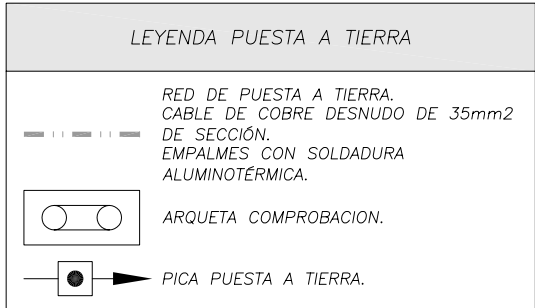 LEYENDA PUESTA A TIERRA
RED DE PUESTA A TIERRA.
CABLE DE COBRE DESNUDO DE 35mm2
DE SECCIÓN.
EMPALMES CON SOLDADURA
ALUMINOTÉRMICA.
ARQUETA COMPROBACION.
PICA PUESTA A TIERRA.